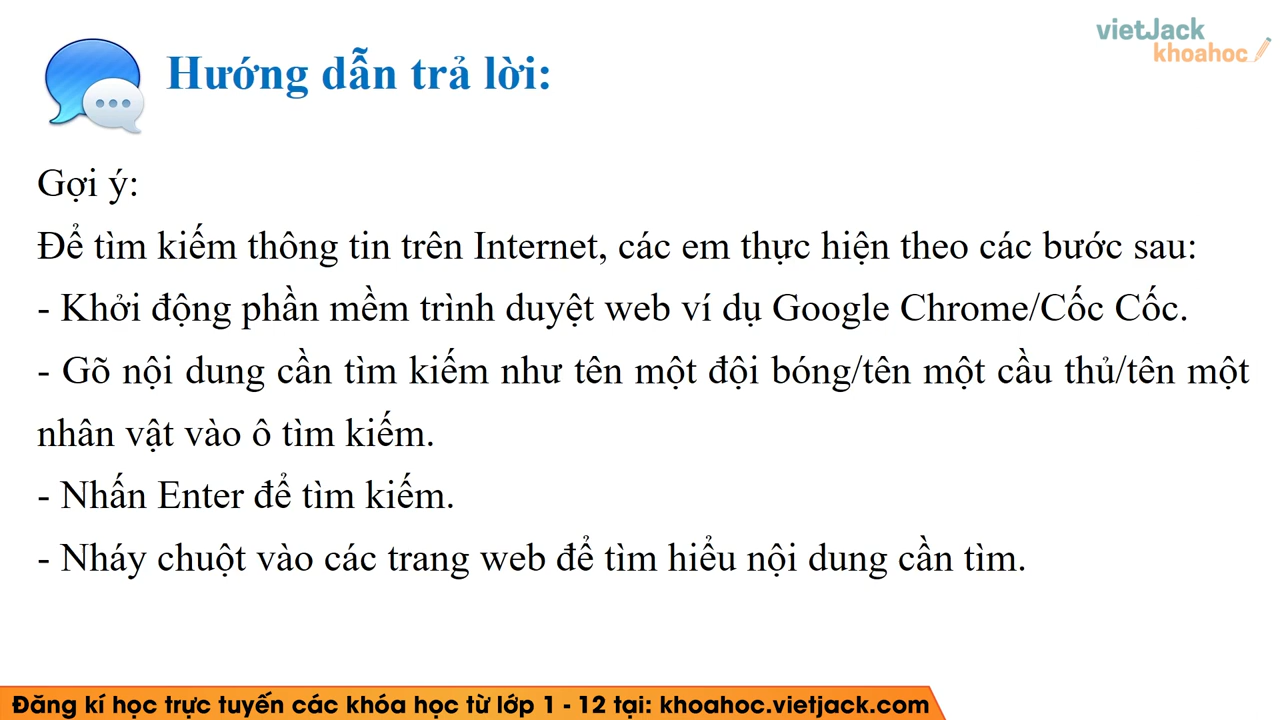 vietJack
khoahoc
Hướng dẫn trả lời:
Gợi ý:
Để tìm kiếm thông tin trên Internet, các em thực hiện theo các bước sau:
- Khởi động phần mềm trình duyệt web ví dụ Google Chrome/Cốc Cốc.
- Gõ nội dung cần tìm kiếm như tên một đội bóng/tên một cầu thủ/tên một
nhân vật vào ô tìm kiếm.
- Nhấn Enter để tìm kiếm.
- Nháy chuột vào các trang web để tìm hiểu nội dung cần tìm.
Đăng kí học trực tuyến các khóa học từ lớp 1 - 12 tại: khoahoc.vietjack.com